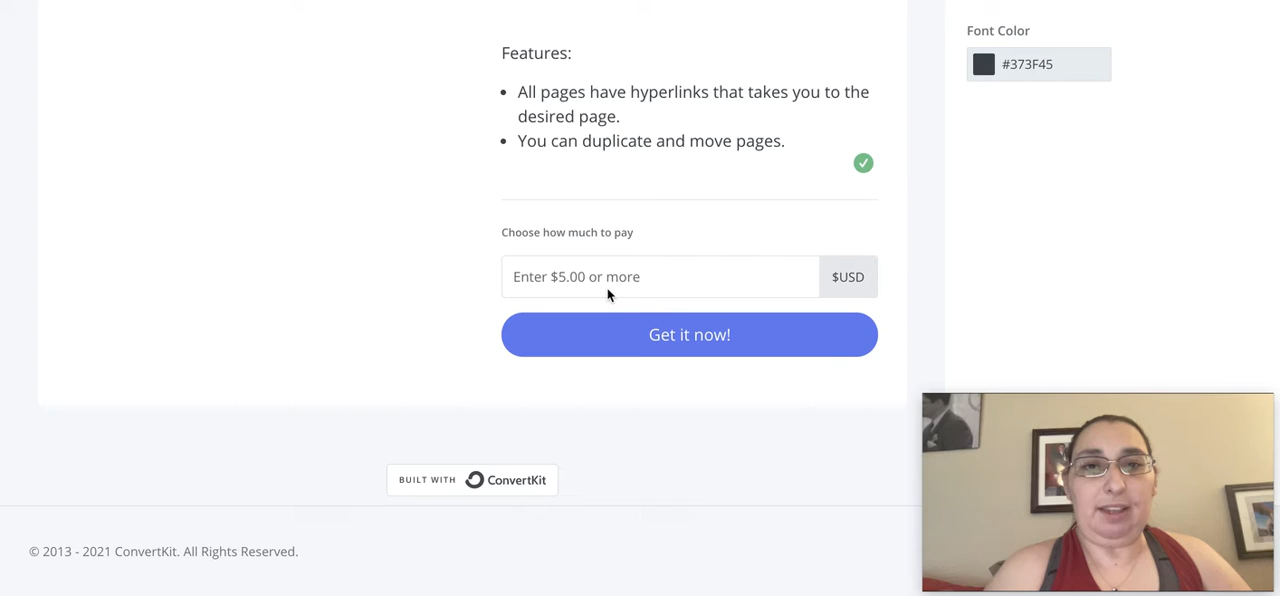 Font Color
#373F45
Features:
All pages have hyperlinks that takes you to the
desired page.
You can duplicate and move pages.
Choose how much to pay
Enter $5.00 or more
$USD
Get it now!
BUILT WITH ConvertKit
© 2013 - 2021 ConvertKit. All Rights Reserved.